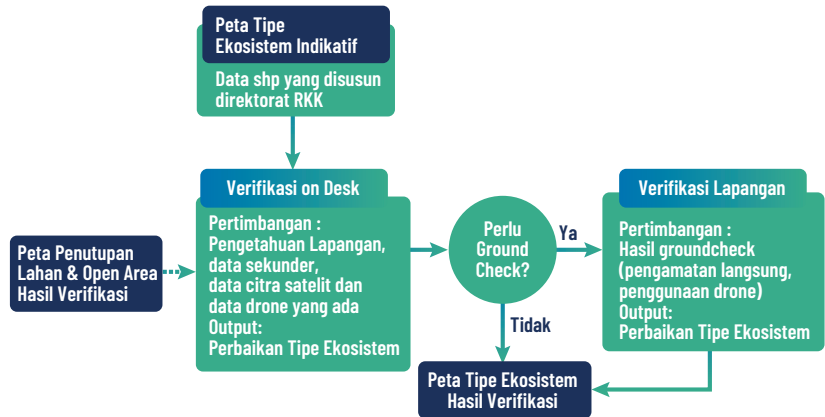 Peta Tipe
Ekosistem Indikatif
Data shp yang disusun
direktorat RKK
Verifikasi on Desk
Pertimbangan :
Pengetahuan Lapangan,
data sekunder,
data citra satelit dan
data drone yang ada
Output:
Perbaikan Tipe Ekosistem
Peta Penutupan
Lahan & Open Area
Hasil Verifikasi
Perlu
Ground
Check?
Ya
Tidak
Verifikasi Lapangan
Pertimbangan :
Hasil groundcheck
(pengamatan langsung,
penggunaan drone)
Output:
Perbaikan Tipe Ekosistem
Peta Tipe Ekosistem
Hasil Verifikasi